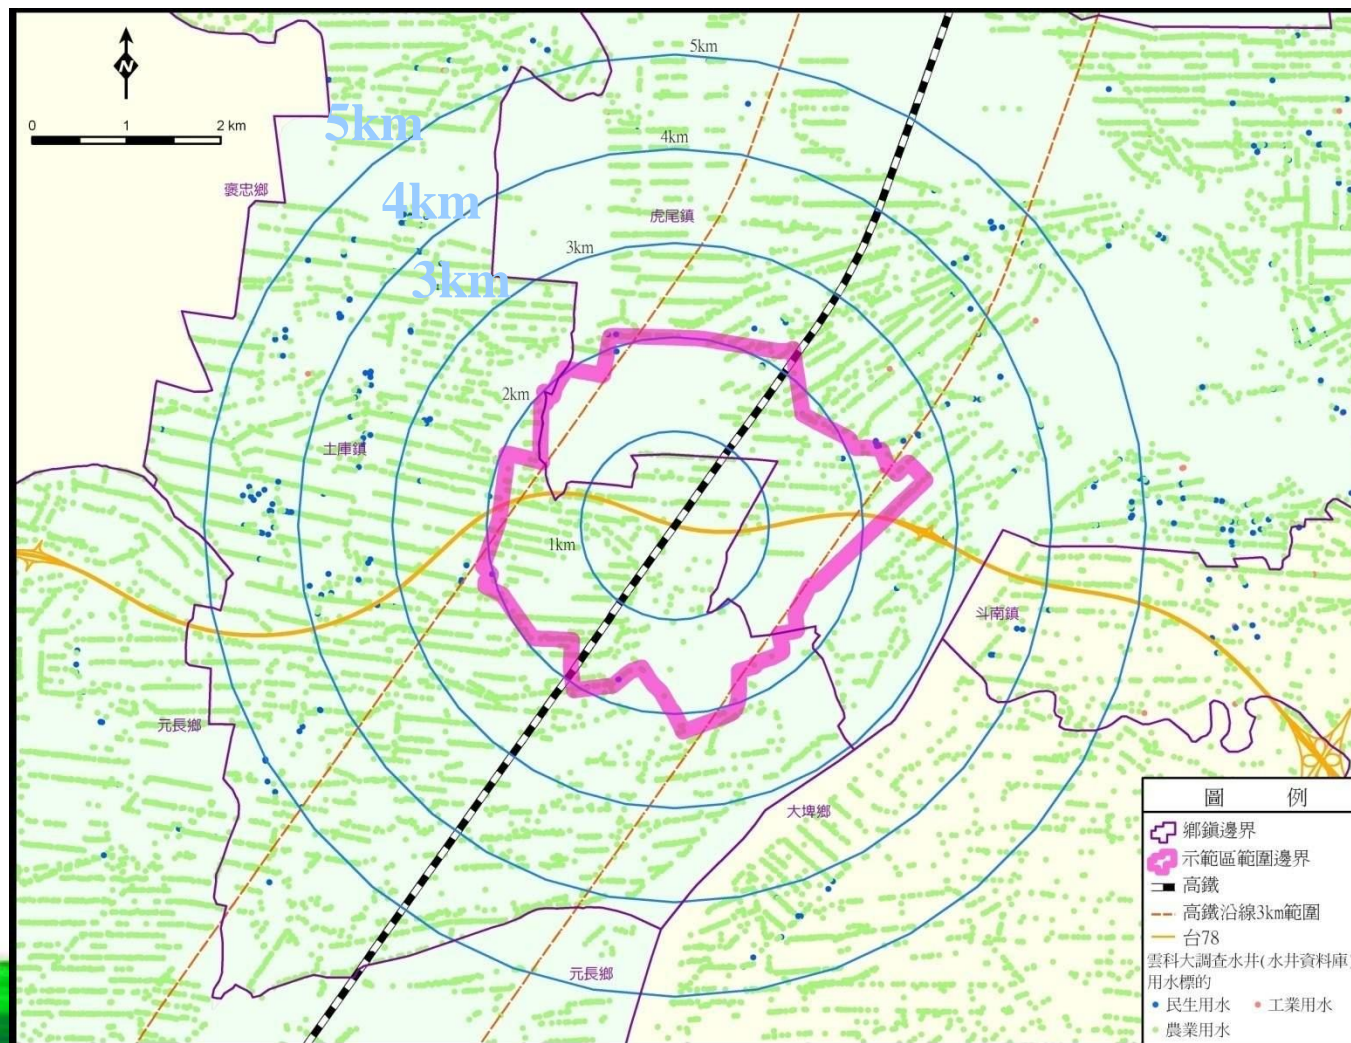 5km
N
5km
0 1 2 km
4km
褒忠鄉
4km
虎尾鎮
3km
3km
2km
土庫鎮
1km
斗南鎮
元長鄉
大埤鄉
元長鄉
圖 例
鄉鎮邊界
示範區範圍邊界
高鐵
高鐵沿線3km範圍
台78
雲科大調查水井(水井資料庫)
用水標的
民生用水 工業用水
農業用水